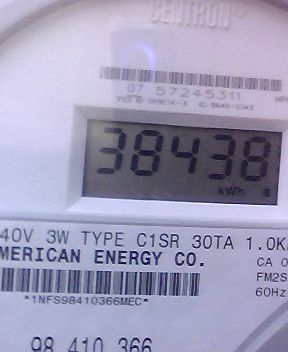 CENTRON®
07 57245311
38438
kWh
40V 3W TYPE C1SR 30TA 1.0K
MERICAN ENERGY CO.
CA 0
FM2S
60Hz
*1NFS98410366MEC*
98 410 366